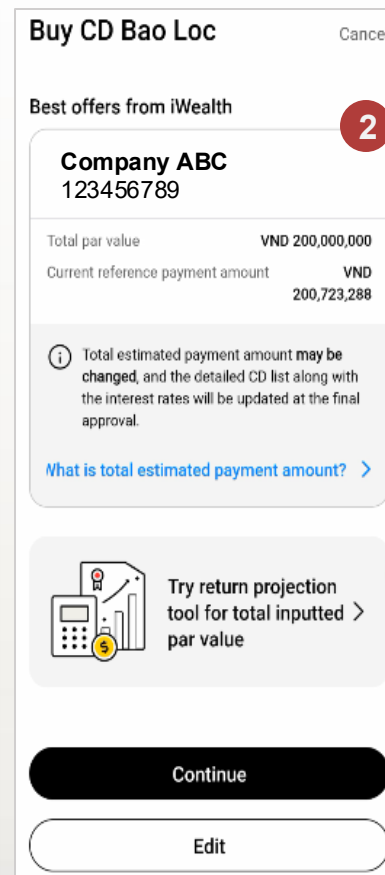 Buy CD Bao Loc
Cance
Best offers from iWealth
2
Company ABC
123456789
Total par value VND 200,000,000
Current reference payment amount VND
200,723,288
Total estimated payment amount may be
changed, and the detailed CD list along with
the interest rates will be updated at the final
approval.
What is total estimated payment amount? >
Try return projection
tool for total inputted >
par value
$
Continue
Edit